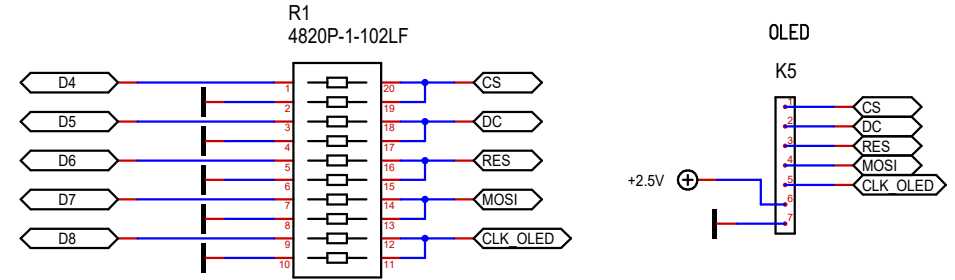 R1
4820P-1-102LF
D4
1
20
CS
2
19
D5
3
18
DC
4
17
D6
5
16
RES
6
15
D7
7
14
MOSI
8
13
D8
9
12
CLK_OLED
10
11
OLED
K5
1
CS
2
DC
3
RES
4
MOSI
5
CLK_OLED
+2.5V
6
7